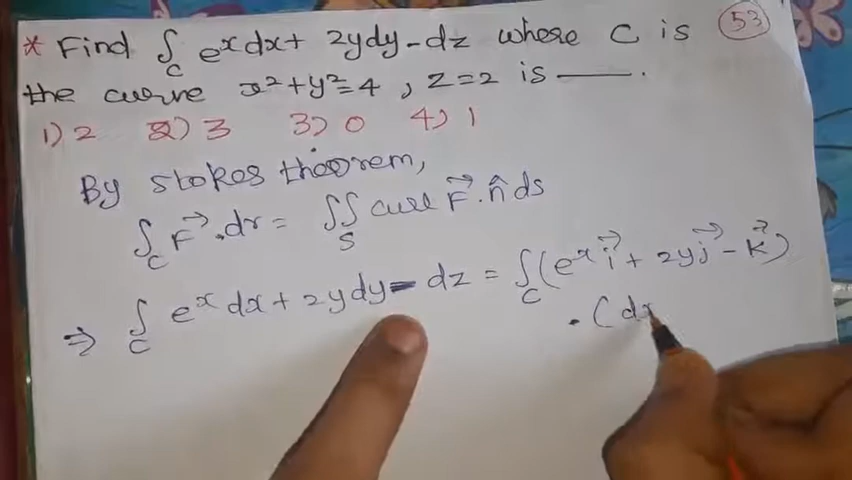 * Find ∫_C e^x dx + 2y dy - dz where C is (53)
the curve x² + y² = 4 , z = 2 is ——— .
1) 2 2) 3 3) 0 4) 1
By stokes theorem,
∫_C F⃗ . dr = ∬_S curl F⃗ . n̂ ds
⇒ ∫_C e^x dx + 2y dy - dz = ∫_C (e^x i⃗ + 2y j⃗ - k⃗)
. ( dx